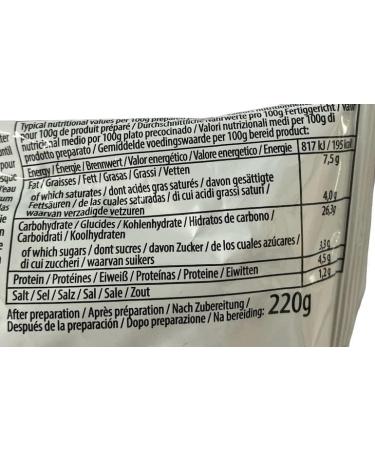 Typical nutritional values per 100g
pour 100g de produit préparé / Durchschnittliche Nährwerte pro 100g Fertiggericht / Valor
nutricional medio por 100g plato precocinado / Valori nutrizionali medi per 100g di
prodotto preparato / Gemiddelde voedingswaarde per 100g bereid product:
Energy / Énergie / Brennwert / Valor energético / Valore energetico / Energie 817 kJ / 195 kcal
Fat / Graisses / Fett / Grasas / Grassi / Vetten 7,5g
of which saturates / dont acides gras saturés / davon gesättigte
Fettsäuren / de las cuales saturadas / di cui acidi grassi saturi /
waarvan verzadigde vetzuren 4,0g
Carbohydrate / Glucides / Kohlenhydrate / Hidratos de carbono / 26,3g
Carboidrati / Koolhydraten
of which sugars / dont sucres / davon Zucker / de los cuales azúcares /
di cui zuccheri / waarvan suikers 3,3g
Protein / Protéines / Eiweiß / Proteínas / Proteine / Eiwitten 4,5g
Salt / Sel / Salz / Sal / Sale / Zout 1,2g
After preparation / Après préparation / Nach Zubereitung /
Después de la preparación / Dopo preparazione / Na bereiding: 220g